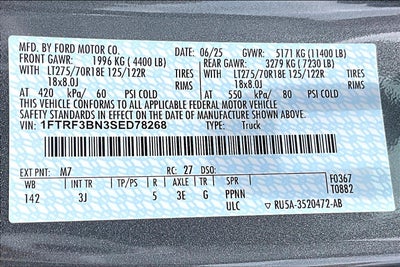 MFD. BY FORD MOTOR CO. 06/25 GVWR: 5171 KG (11400 LB)
FRONT GAWR: 1996 KG (4400 LB) REAR GAWR: 3279 KG (7230 LB)
WITH LT275/70R18E 125/122R TIRES WITH LT275/70R18E 125/122R TIRES
18x8.0J RIMS 18x8.0J RIMS
AT 420 kPa/ 60 PSI COLD AT 550 kPa/ 80 PSI COLD
THIS VEHICLE CONFORMS TO ALL APPLICABLE FEDERAL MOTOR VEHICLE
SAFETY STANDARDS IN EFFECT ON THE DATE OF MANUFACTURE SHOWN ABOVE.
VIN: 1FTRF3BN3SED78268 TYPE: Truck
EXT PNT: M7 RC: 27 DSO: F0367
WB INT TR TP/PS R AXLE TR SPR T0882
142 3J 5 3E G PPNN
ULC ▽ RU5A-3520472-AB